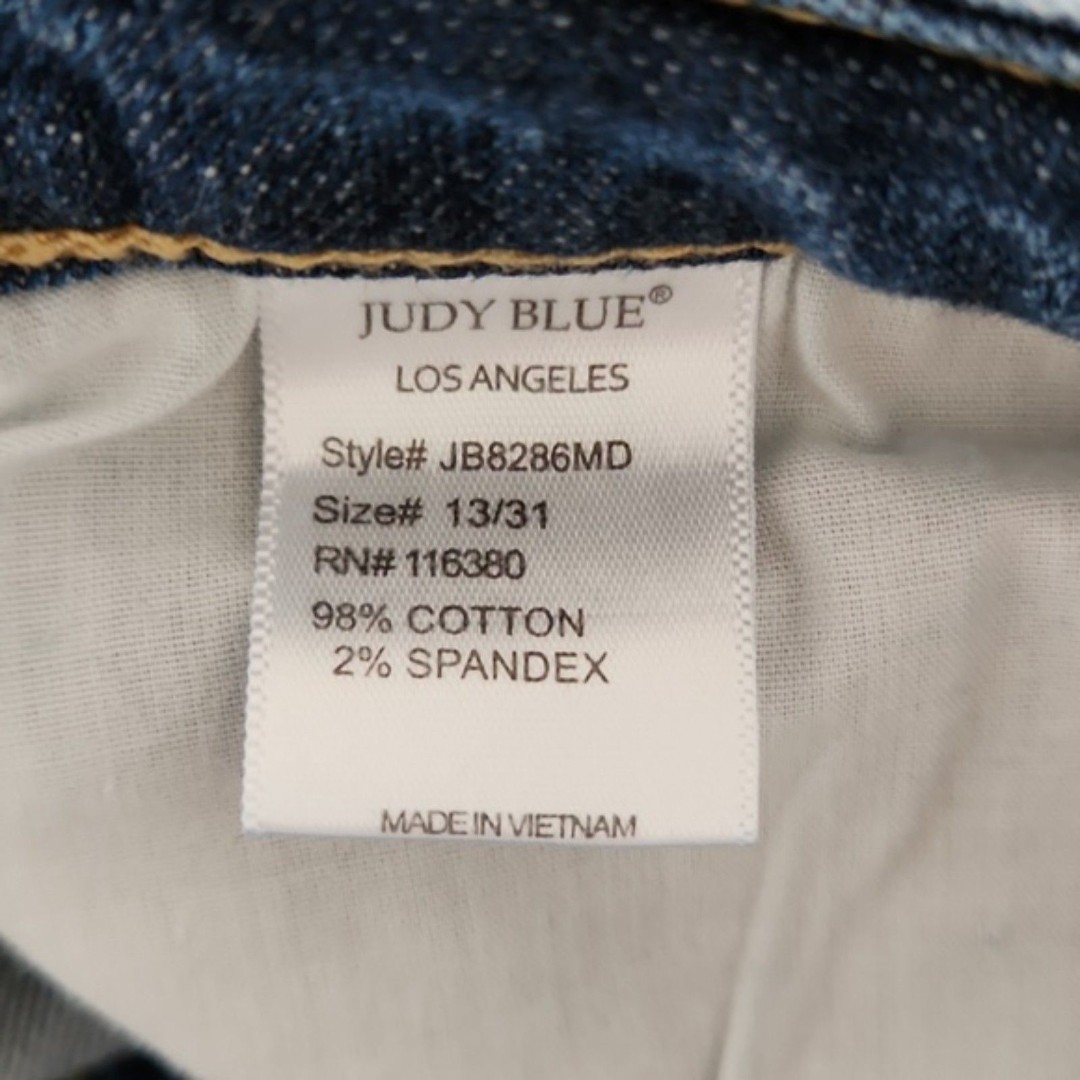 JUDY BLUE®
LOS ANGELES
Style# JB8286MD
Size# 13/31
RN# 116380
98% COTTON
2% SPANDEX
MADE IN VIETNAM